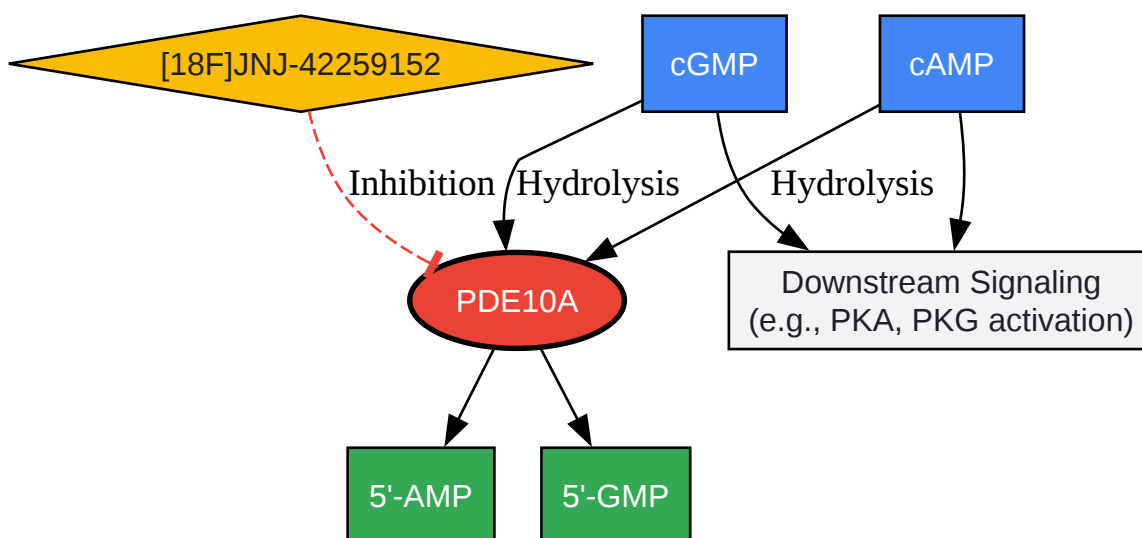 [18F]JNJ-42259152
cGMP
cAMP
Inhibition
Hydrolysis
Hydrolysis
PDE10A
Downstream Signaling
(e.g., PKA, PKG activation)
5'-AMP
5'-GMP